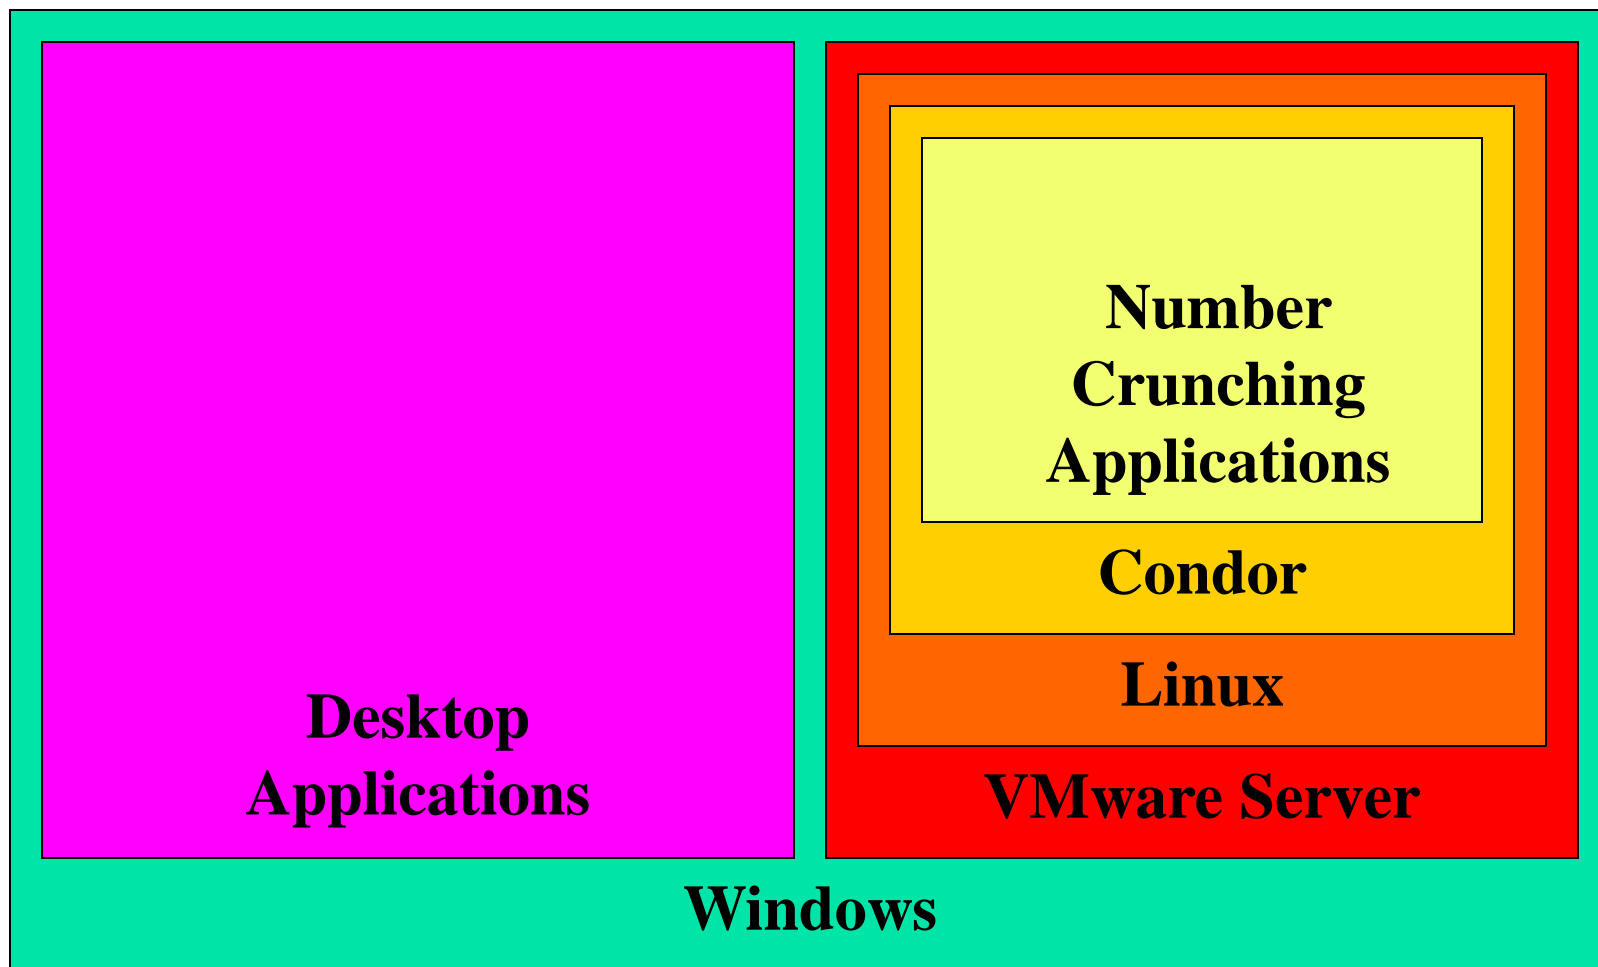 Number
Crunching
Applications
Condor
Linux
Desktop
Applications
VMware Server
Windows